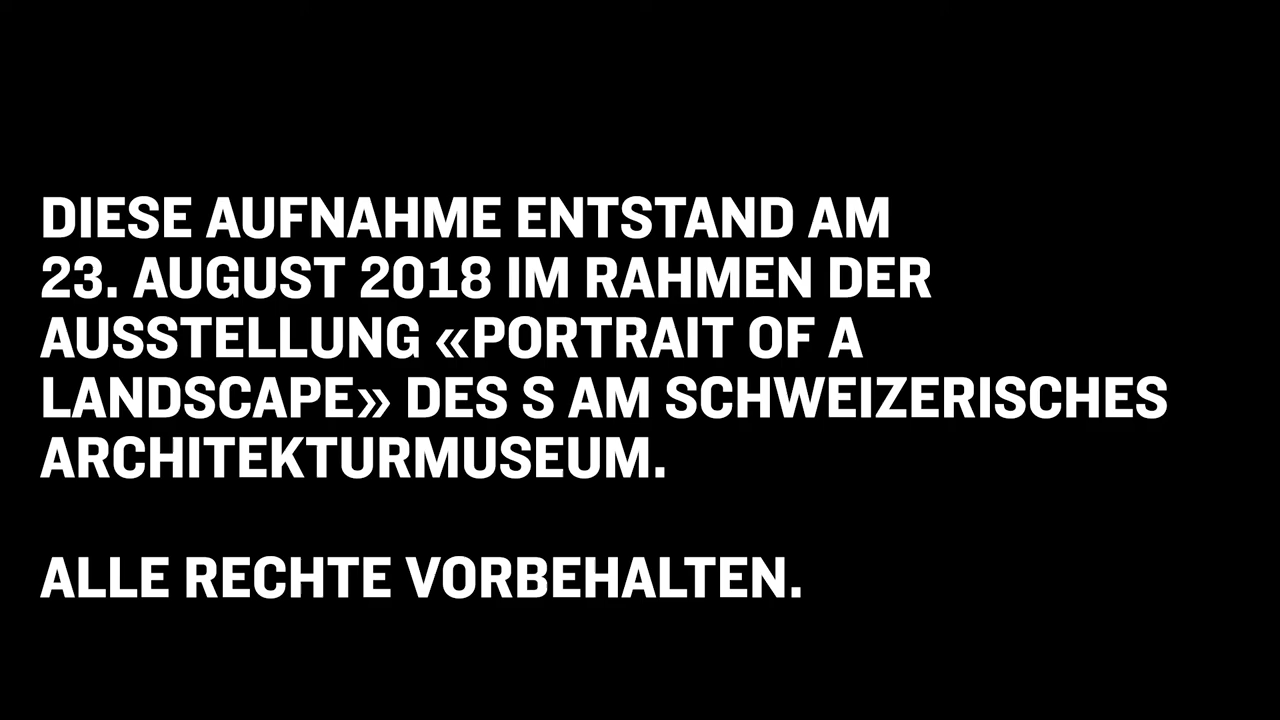 DIESE AUFNAHME ENTSTAND AM
23. AUGUST 2018 IM RAHMEN DER
AUSSTELLUNG «PORTRAIT OF A
LANDSCAPE» DES S AM SCHWEIZERISCHES
ARCHITEKTURMUSEUM.
ALLE RECHTE VORBEHALTEN.